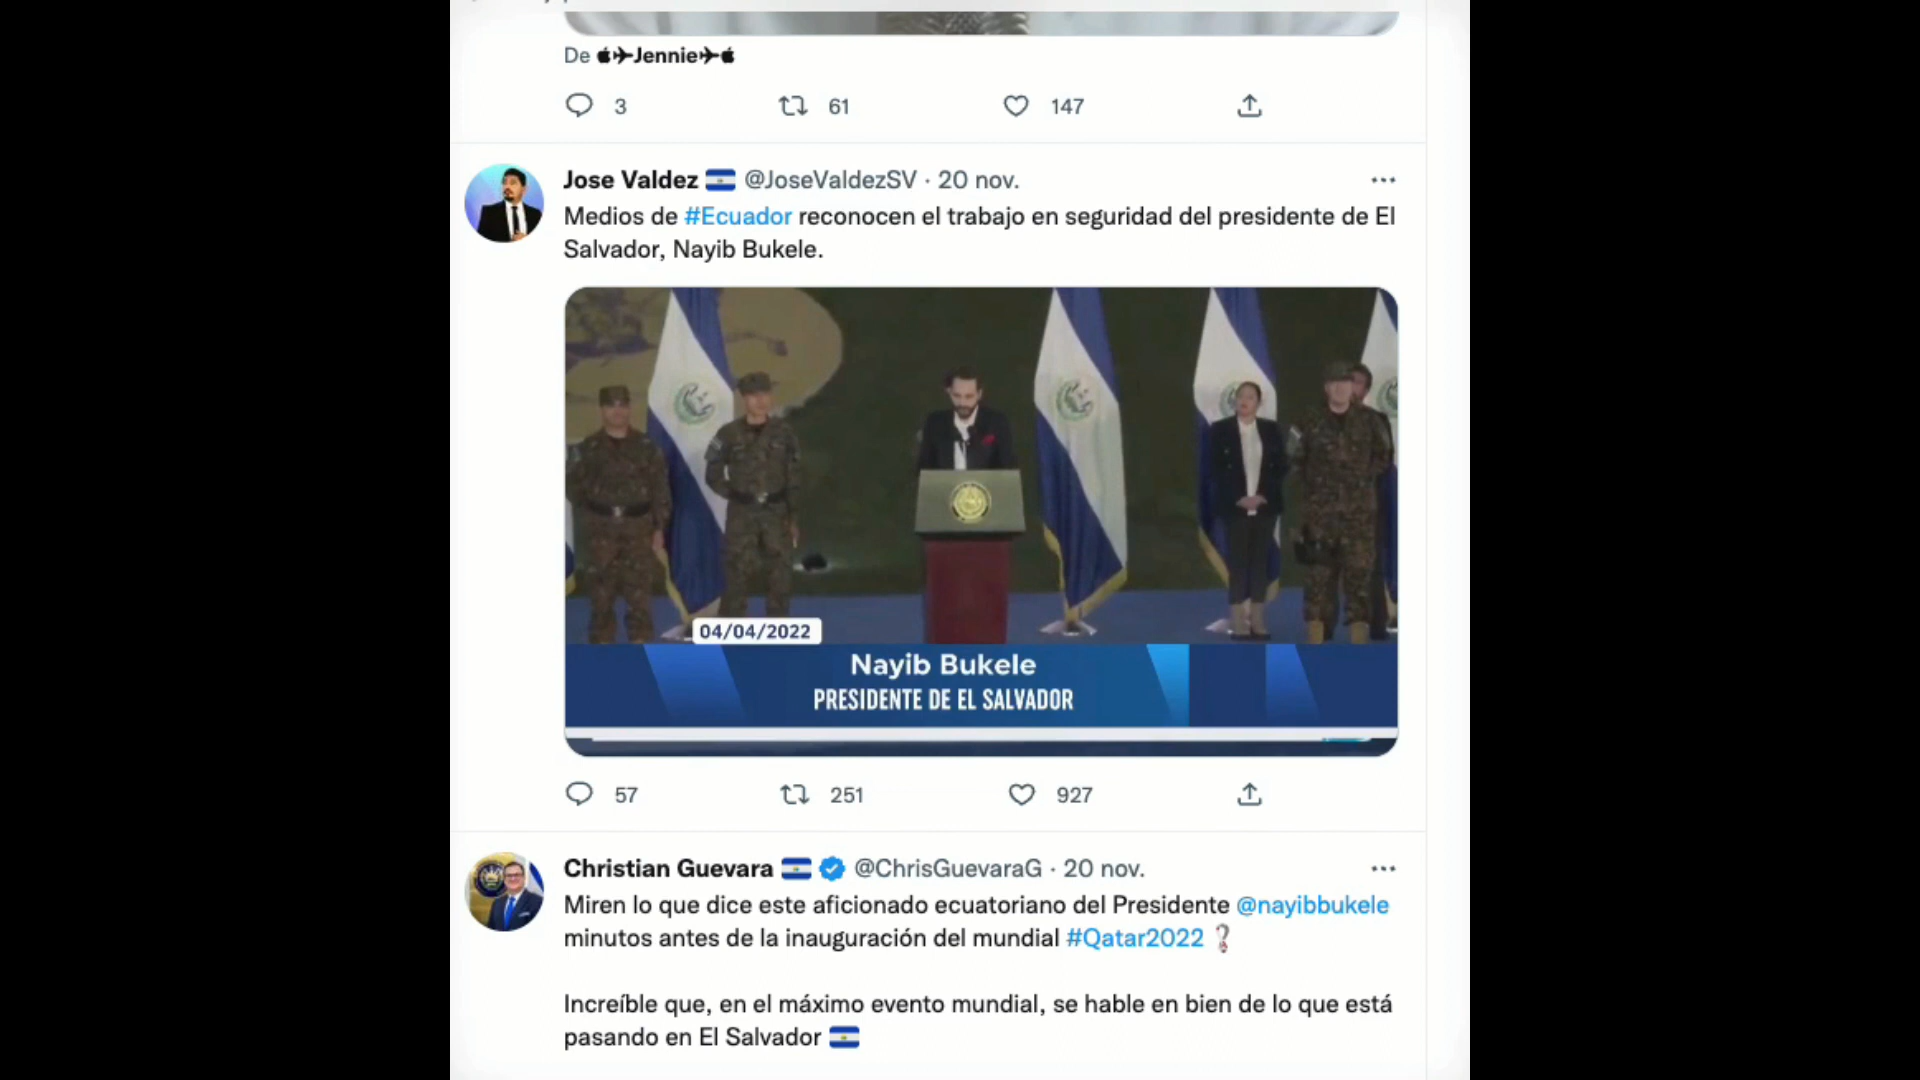 De Jennie
3 61 147
Jose Valdez @JoseValdezSV · 20 nov.
Medios de #Ecuador reconocen el trabajo en seguridad del presidente de El
Salvador, Nayib Bukele.
04/04/2022
Nayib Bukele
PRESIDENTE DE EL SALVADOR
57 251 927
Christian Guevara @ChrisGuevaraG · 20 nov.
Miren lo que dice este aficionado ecuatoriano del Presidente @nayibbukele
minutos antes de la inauguración del mundial #Qatar2022 ❓
Increíble que, en el máximo evento mundial, se hable en bien de lo que está
pasando en El Salvador